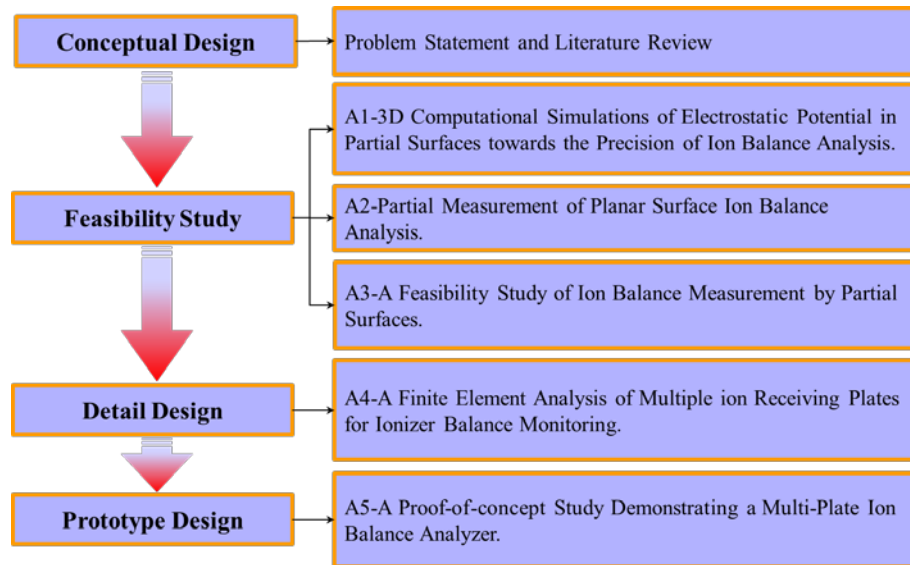 Conceptual Design
Problem Statement and Literature Review
A1-3D Computational Simulations of Electrostatic Potential in
Partial Surfaces towards the Precision of Ion Balance Analysis.
Feasibility Study
A2-Partial Measurement of Planar Surface Ion Balance
Analysis.
A3-A Feasibility Study of Ion Balance Measurement by Partial
Surfaces.
Detail Design
A4-A Finite Element Analysis of Multiple ion Receiving Plates
for Ionizer Balance Monitoring.
Prototype Design
A5-A Proof-of-concept Study Demonstrating a Multi-Plate Ion
Balance Analyzer.